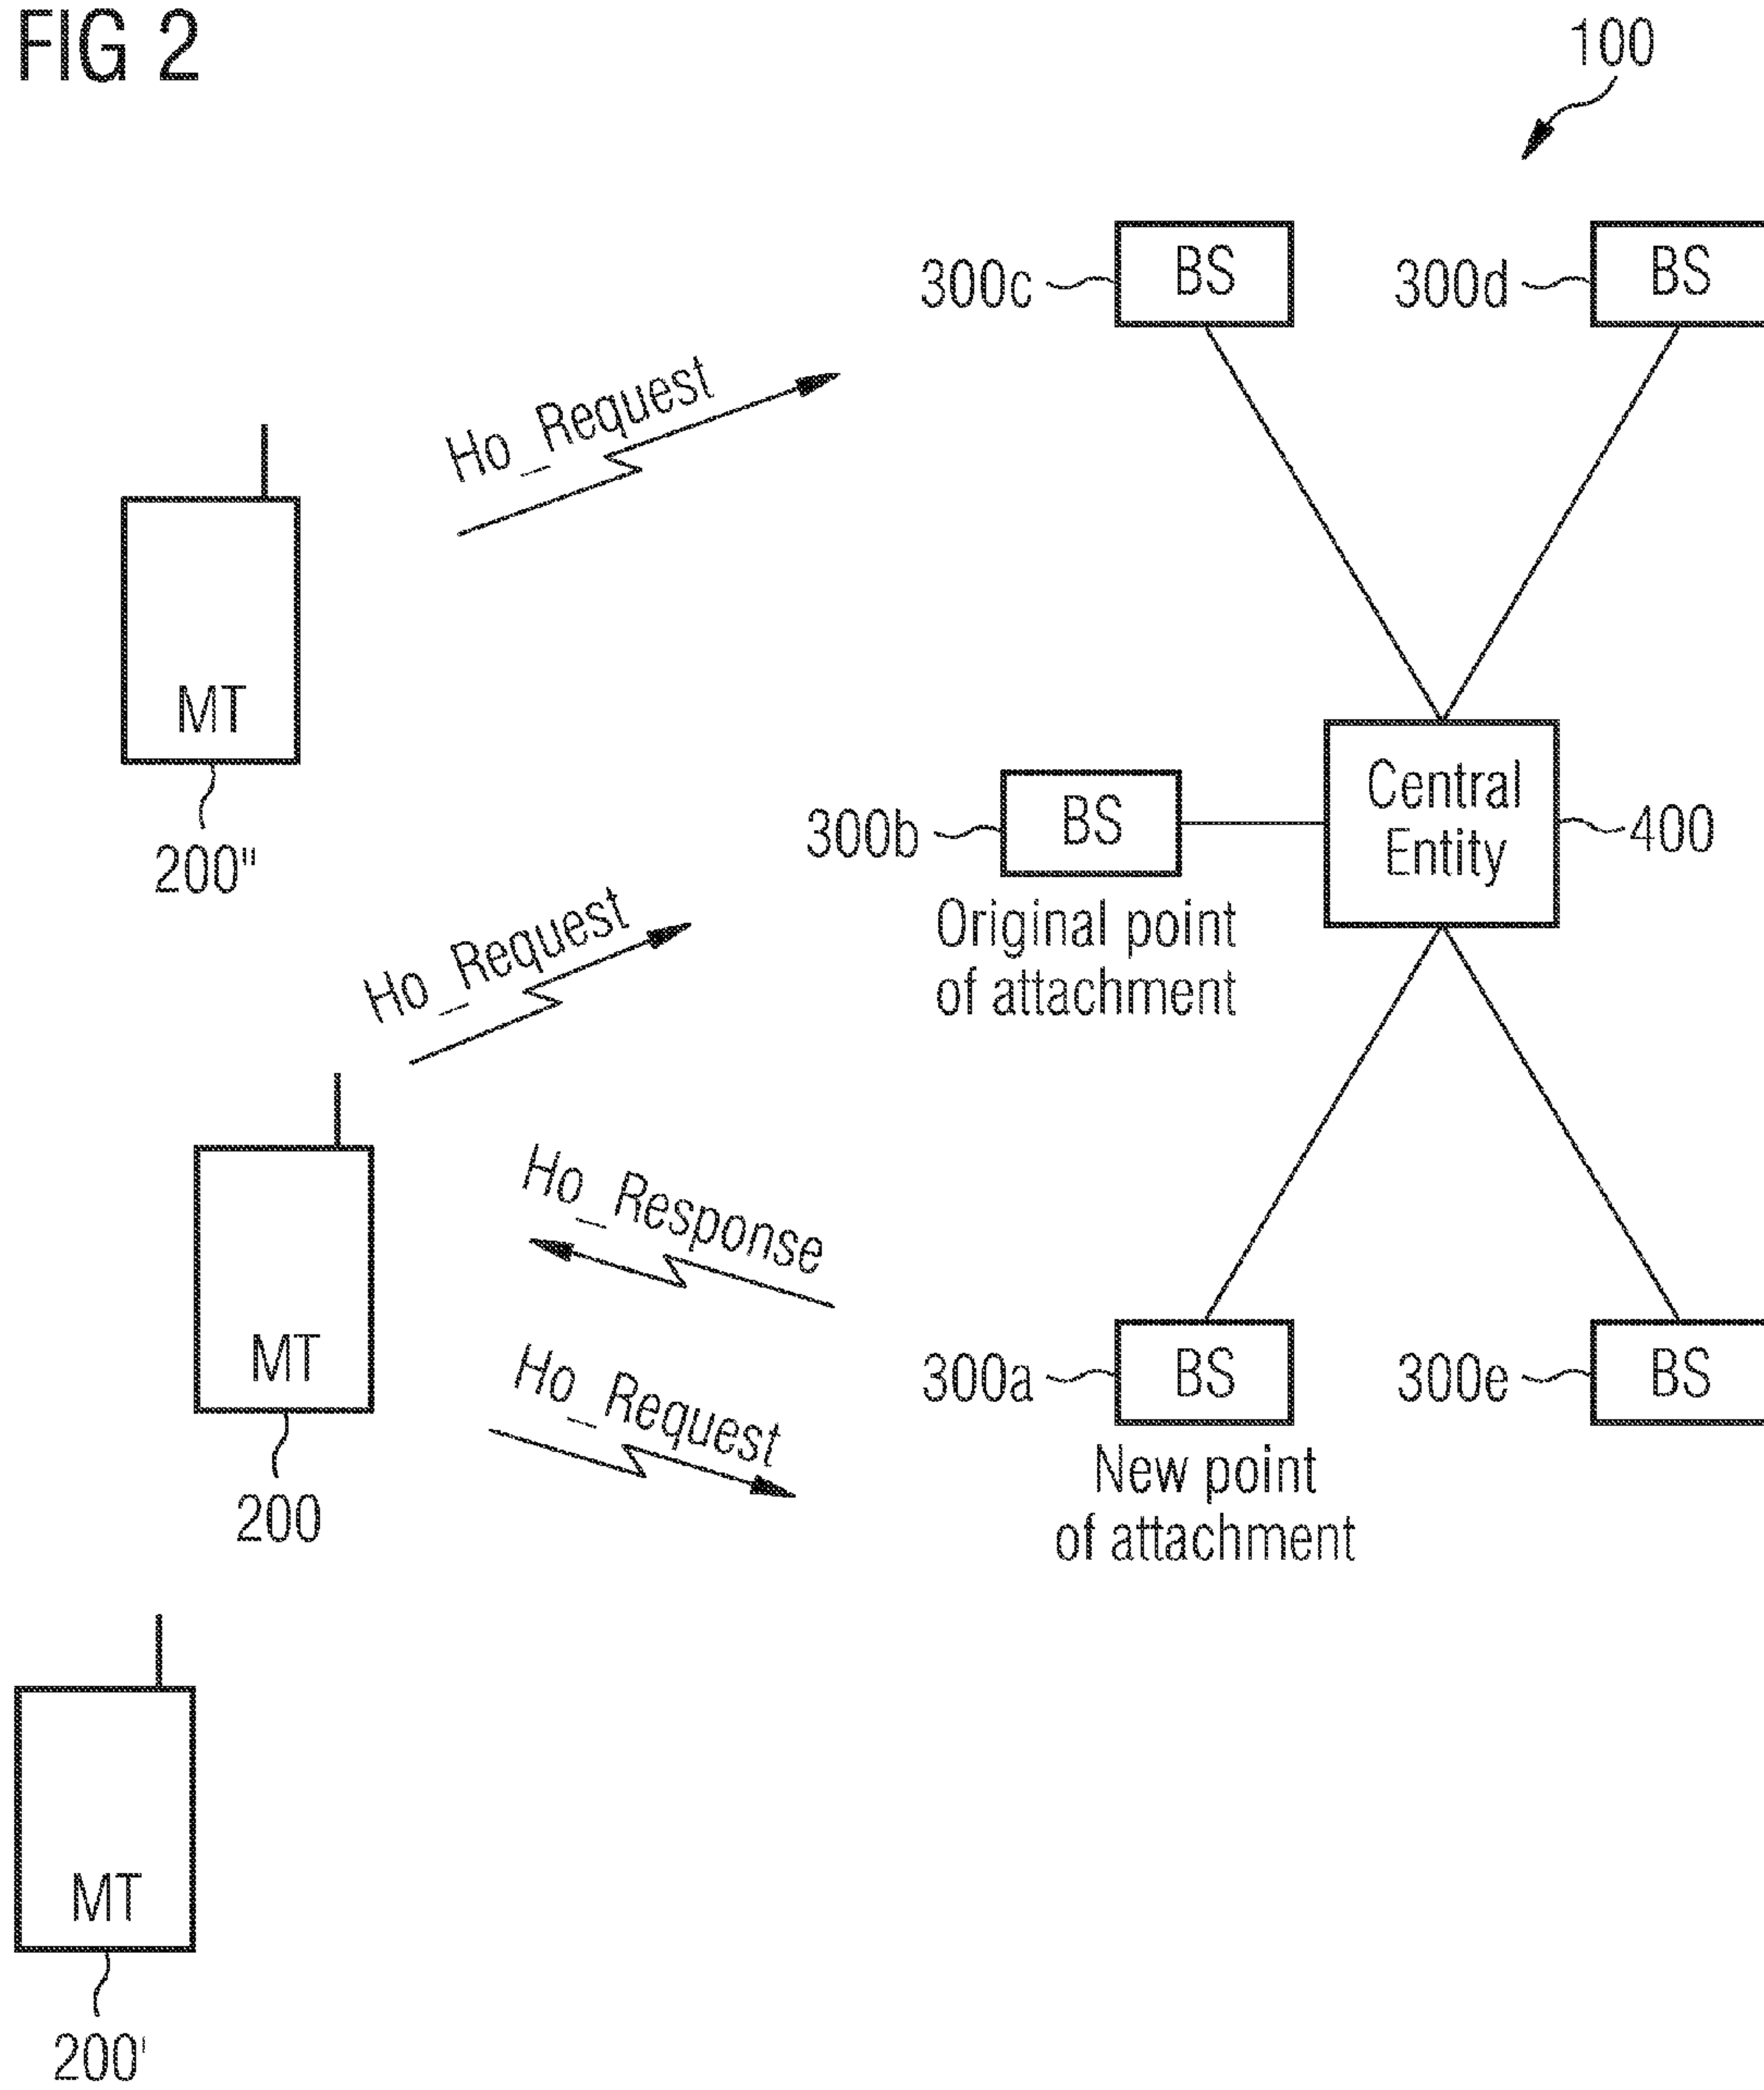 FIG 2
100
BS
300c
BS
300d
Ho_Request
MT
200"
BS
300b
Original point
of attachment
Central
Entity
400
Ho_Request
MT
200
Ho_Response
Ho_Request
BS
300a
New point
of attachment
BS
300e
MT
200'